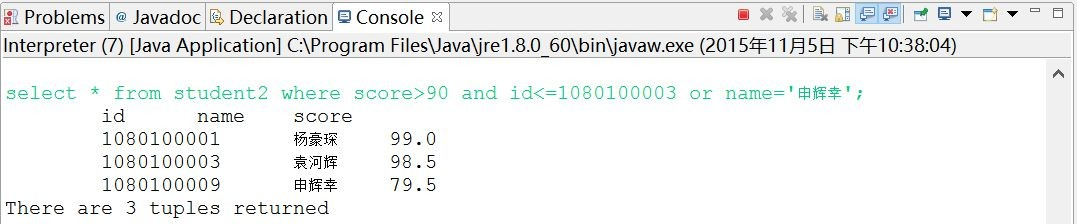 Problems @ Javadoc Declaration Console
Interpreter (7) [Java Application] C:\Program Files\Java\jre1.8.0_60\bin\javaw.exe (2015年11月5日 下午10:38:04)
select * from student2 where score>90 and id<=1080100003 or name='申辉幸';
id name score
1080100001 杨豪琛 99.0
1080100003 袁河辉 98.5
1080100009 申辉幸 79.5
There are 3 tuples returned